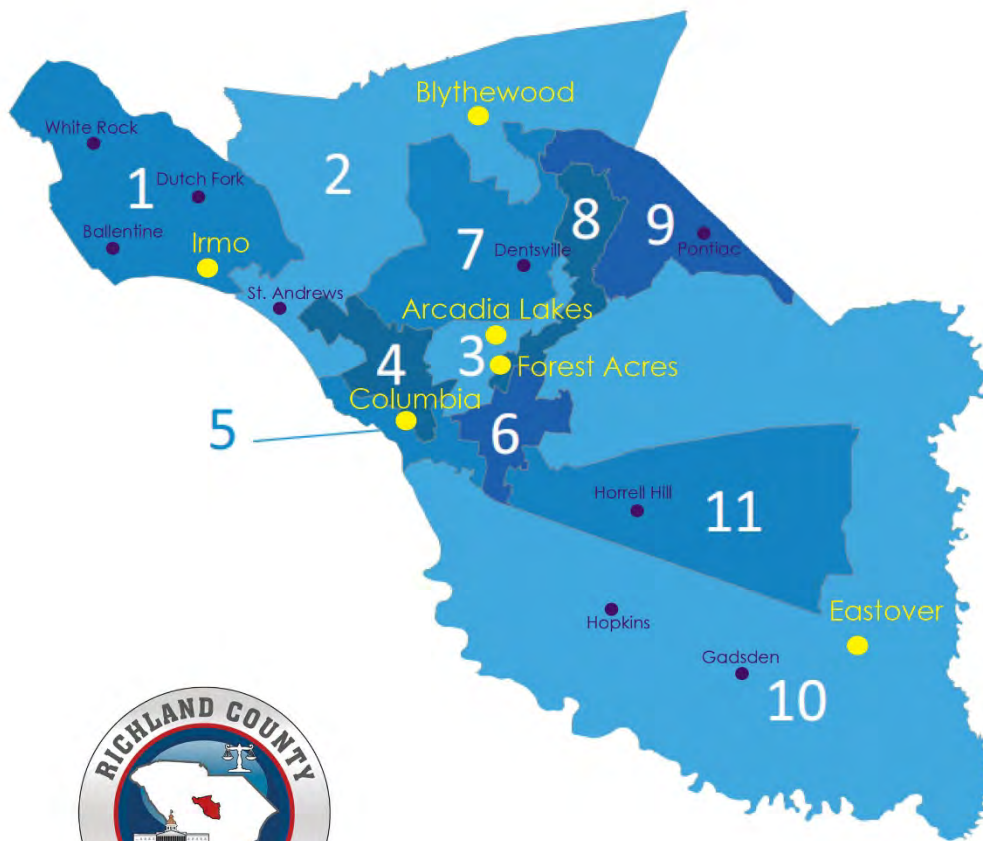 Blythewood
White Rock
1
Dutch Fork
2
8
9
Ballentine
Irmo
7
Dentsville
Pontiac
St. Andrews
Arcadia Lakes
4
3
Forest Acres
Columbia
5
6
Horrell Hill
11
Hopkins
Eastover
Gadsden
10
RICHLAND COUNTY